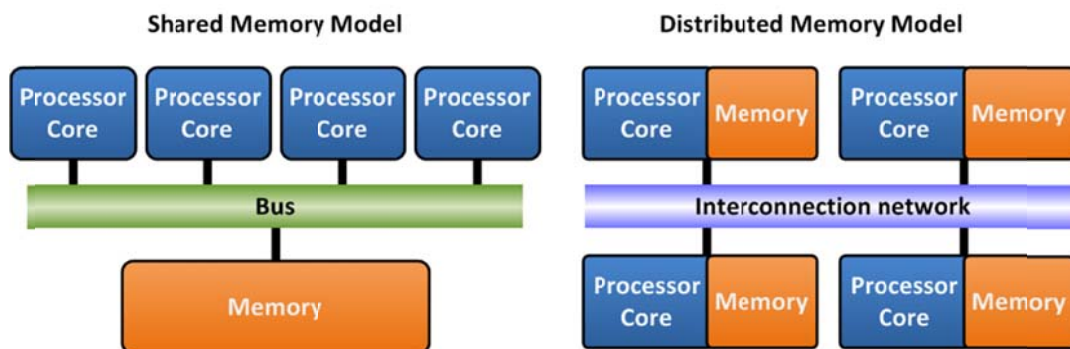 Shared Memory Model
Processor
Core
Processor
Core
Processor
Core
Processor
Core
Bus
Memory
Distributed Memory Model
Processor
Core
Memory
Processor
Core
Memory
Interconnection network
Processor
Core
Memory
Processor
Core
Memory